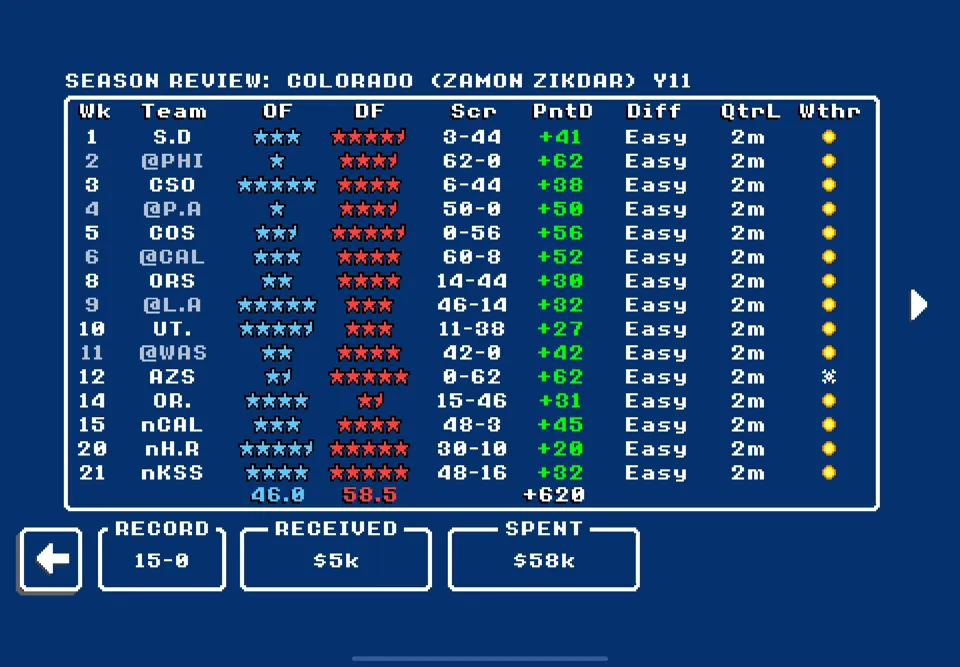 SEASON REVIEW: COLORADO (ZAMON ZIKDAR) Y11
Wk Team OF DF Scr PntD Diff QtrL Wthr
1 S.D 3-44 +41 Easy 2m
2 @PHI 62-0 +62 Easy 2m
3 CSO 6-44 +38 Easy 2m
4 @P.A 50-0 +50 Easy 2m
5 COS 0-56 +56 Easy 2m
6 @CAL 60-8 +52 Easy 2m
8 ORS 14-44 +30 Easy 2m
9 @L.A 46-14 +32 Easy 2m
10 UT. 11-38 +27 Easy 2m
11 @WAS 42-0 +42 Easy 2m
12 AZS 0-62 +62 Easy 2m
14 OR. 15-46 +31 Easy 2m
15 nCAL 48-3 +45 Easy 2m
20 nH.R 30-10 +20 Easy 2m
21 nKSS 48-16 +32 Easy 2m
46.0 58.5 +620
RECORD RECEIVED SPENT
15-0 $5k $58k